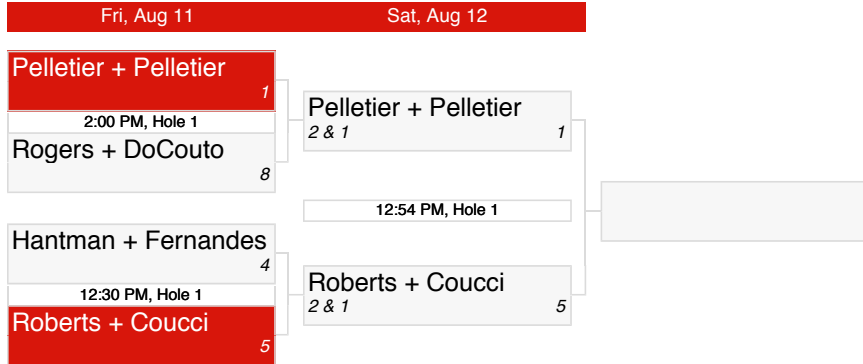 Fri, Aug 11
Sat, Aug 12
Pelletier + Pelletier
1
2:00 PM, Hole 1
Rogers + DoCouto
8
Hantman + Fernandes
4
12:30 PM, Hole 1
Roberts + Coucci
5
Pelletier + Pelletier
2 & 1 1
12:54 PM, Hole 1
Roberts + Coucci
2 & 1 5